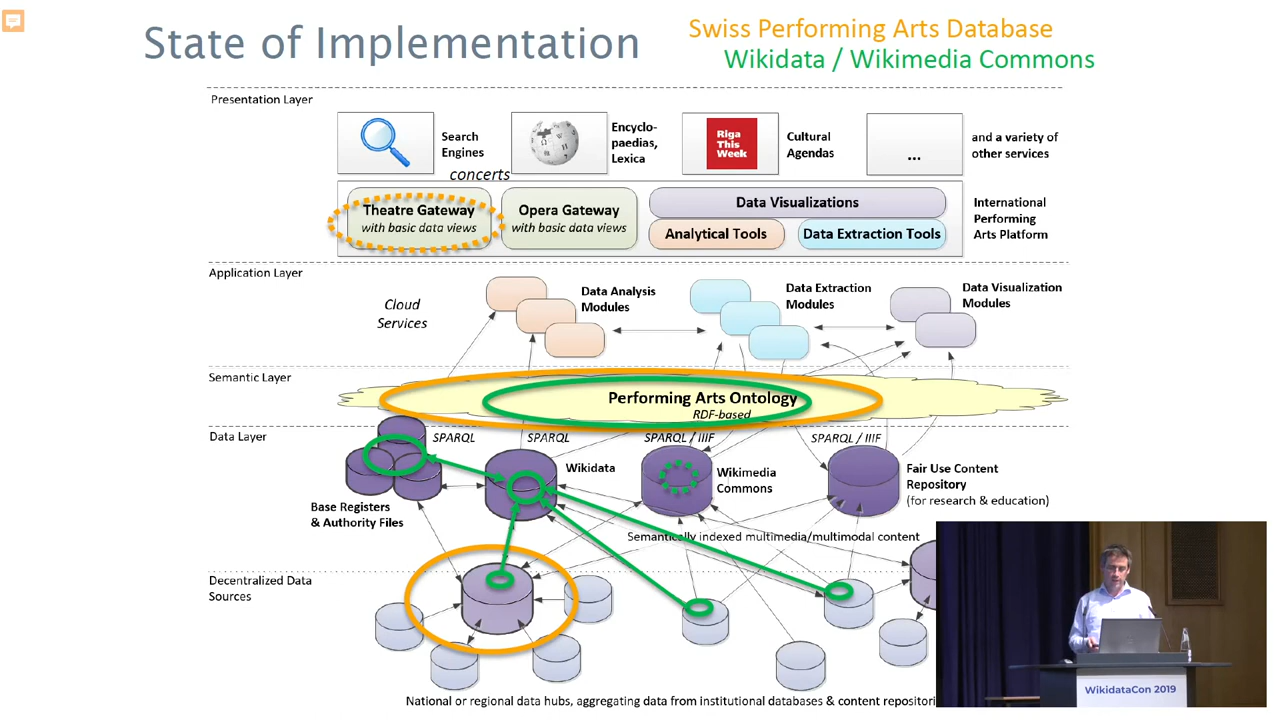 State of Implementation
Swiss Performing Arts Database
Wikidata / Wikimedia Commons
Presentation Layer
Search
Engines
Encyclo-
paedias,
Lexica
Riga
This
Week
Cultural
Agendas
...
and a variety of
other services
concerts
Theatre Gateway
with basic data views
Opera Gateway
with basic data views
Data Visualizations
Analytical Tools
Data Extraction Tools
International
Performing
Arts Platform
Application Layer
Cloud
Services
Data Analysis
Modules
Data Extraction
Modules
Data Visualization
Modules
Semantic Layer
Performing Arts Ontology
RDF-based
Data Layer
SPARQL
SPARQL
SPARQL / IIIF
SPARQL / IIIF
Base Registers
& Authority Files
Wikidata
Wikimedia
Commons
Fair Use Content
Repository
(for research & education)
Semantically indexed multimedia/multimodal content
Decentralized Data
Sources
National or regional data hubs, aggregating data from institutional databases & content
WikidataCon 2019